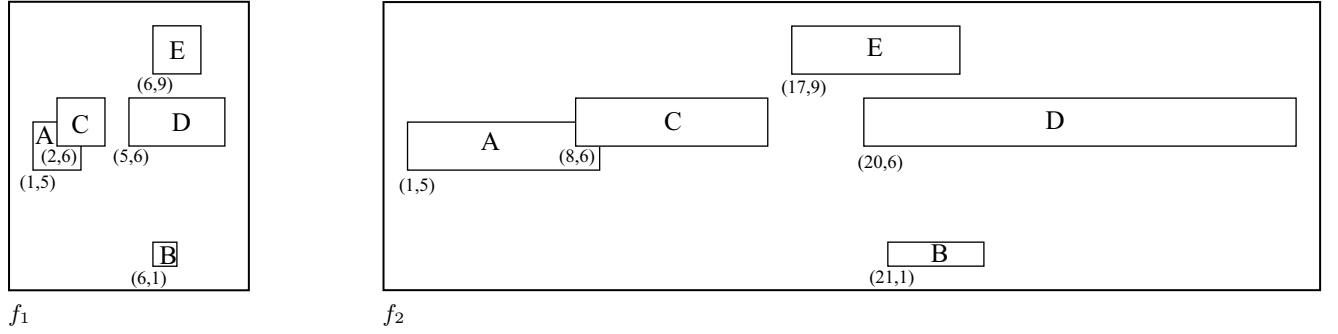 E
(6,9)
A
C
D
(2,6)
(5,6)
(1,5)
B
(6,1)
f1
E
(17,9)
A
C
D
(8,6)
(20,6)
(1,5)
B
(21,1)
f2